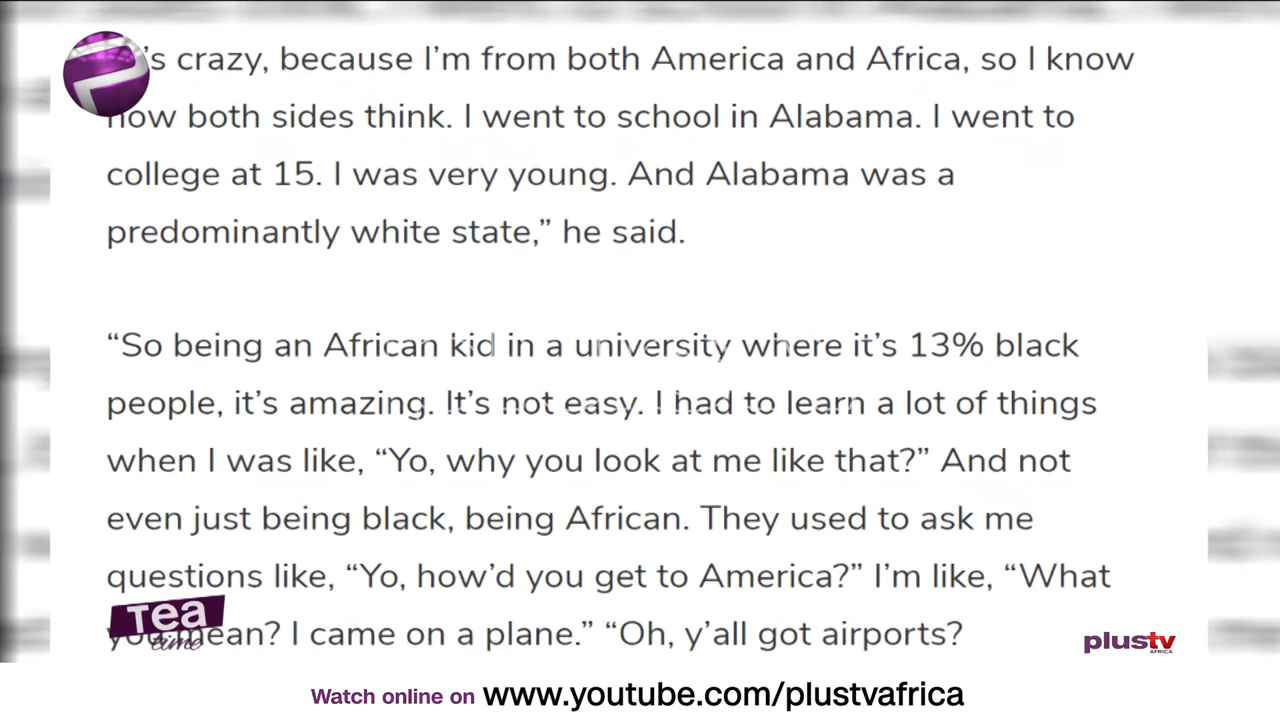 ’s crazy, because I’m from both America and Africa, so I know
how both sides think. I went to school in Alabama. I went to
college at 15. I was very young. And Alabama was a
predominantly white state,” he said.
“So being an African kid in a university where it’s 13% black
people, it’s amazing. It’s not easy. I had to learn a lot of things
when I was like, “Yo, why you look at me like that?” And not
even just being black, being African. They used to ask me
questions like, “Yo, how’d you get to America?” I’m like, “What
you mean? I came on a plane.” “Oh, y’all got airports?
Tea
time
plustv
AFRICA
Watch online on www.youtube.com/plustvafrica